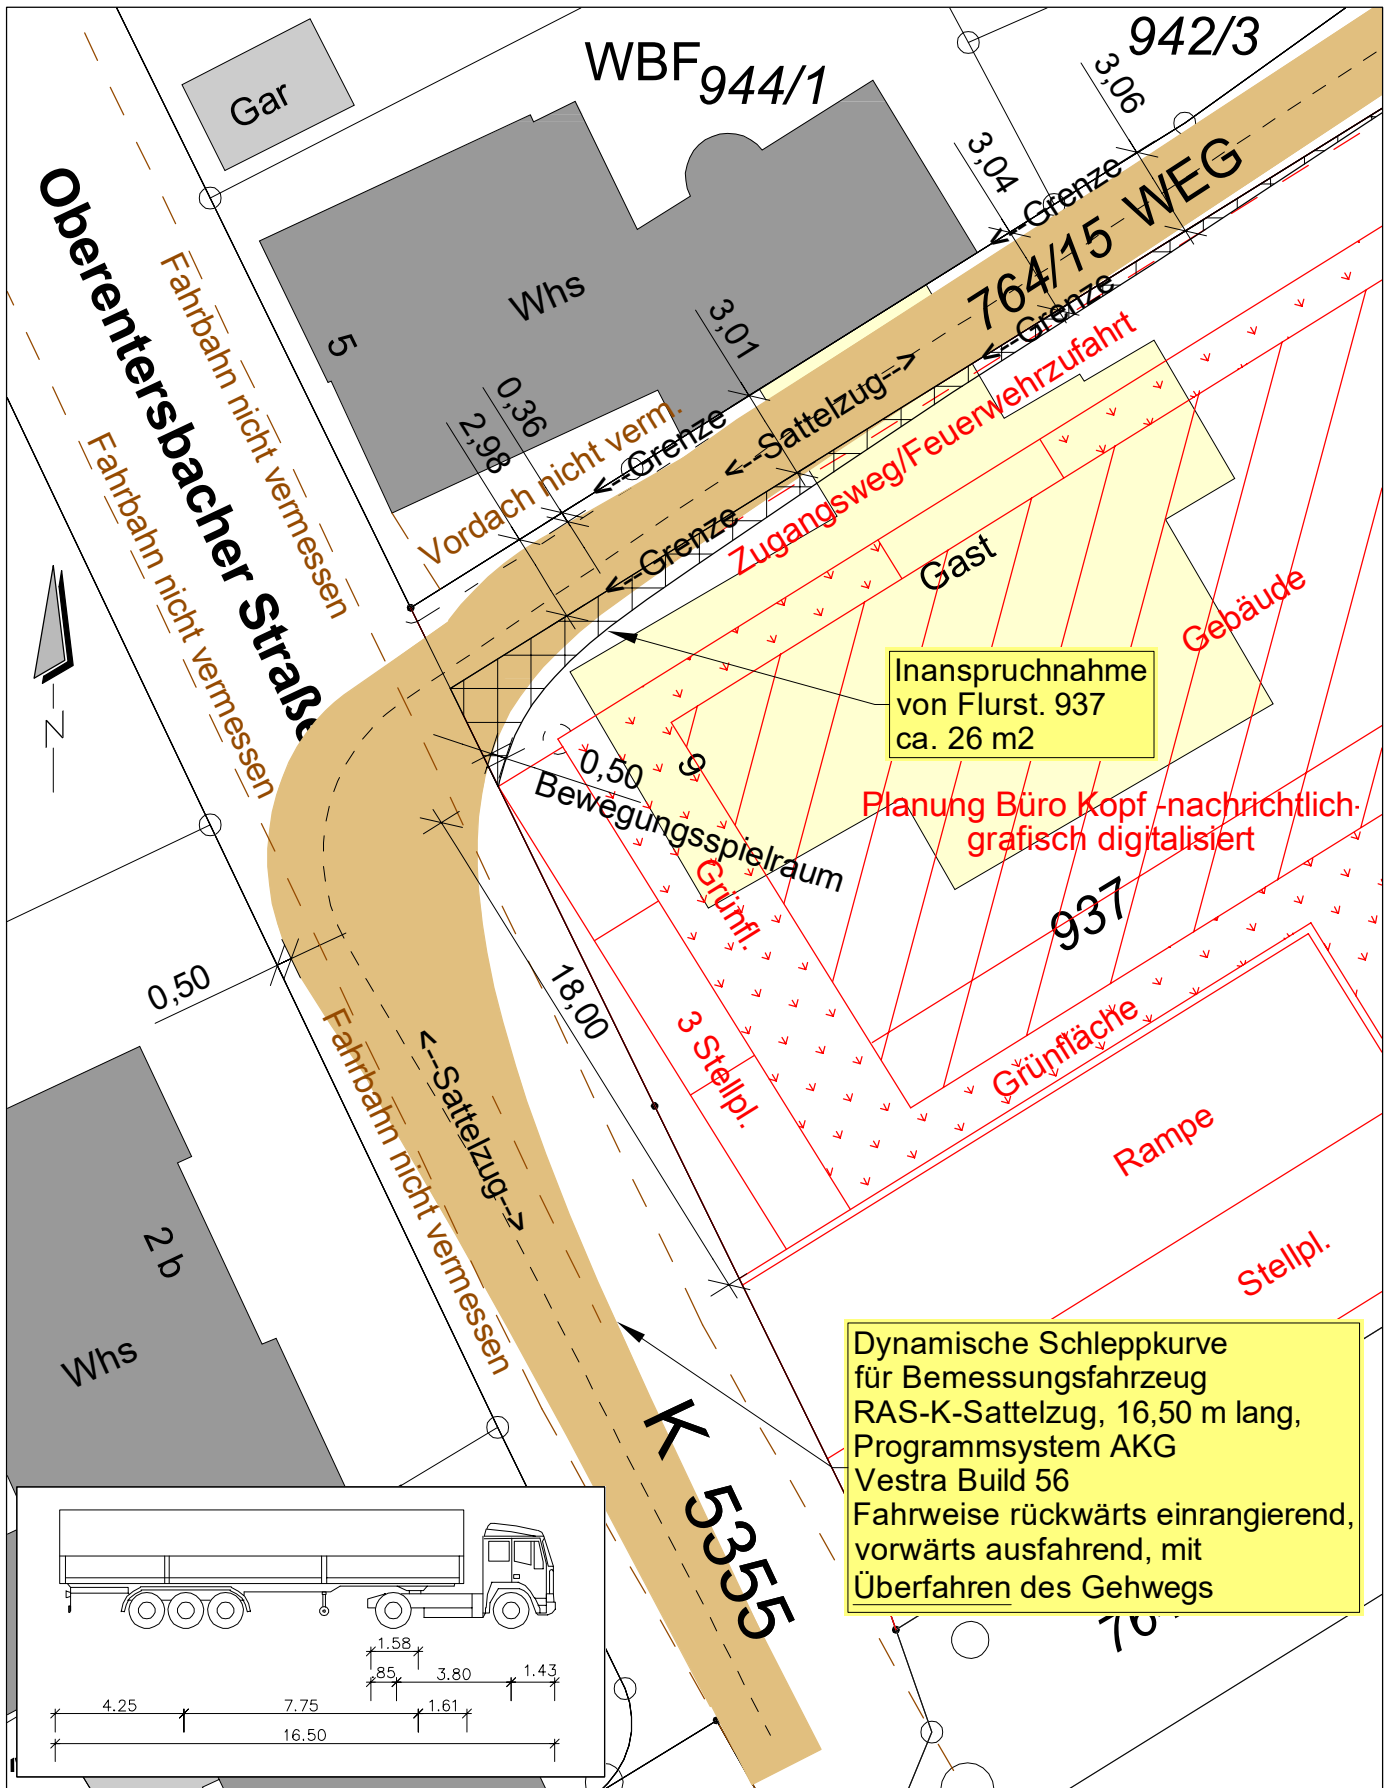 WBF
944/1
942/3
Gar
3,06
3,04
Oberentersbacher Straße
<--Grenze
764/15 WEG
<--Grenze
Fahrbahn nicht vermessen
Whs
5
3,01
0,36
2,98
Vordach nicht verm.
<--Grenze
<--Sattelzug-->
<--Grenze
Zugangsweg/Feuerwehrzufahrt
Fahrbahn nicht vermessen
Gast
Gebäude
N
Inanspruchnahme
von Flurst. 937
ca. 26 m2
9
0,50
Bewegungsspielraum
Planung Büro Kopf -nachrichtlich-
grafisch digitalisiert
Grünfl.
937
0,50
18,00
Fahrbahn nicht vermessen
<--Sattelzug-->
3 Stellpl.
Grünfläche
Rampe
Stellpl.
2 b
Whs
K 5355
Dynamische Schleppkurve
für Bemessungsfahrzeug
RAS-K-Sattelzug, 16,50 m lang,
Programmsystem AKG
Vestra Build 56
Fahrweise rückwärts einrangierend,
vorwärts ausfahrend, mit
Überfahren des Gehwegs
1.58
.85
3.80
1.43
4.25
7.75
1.61
16.50